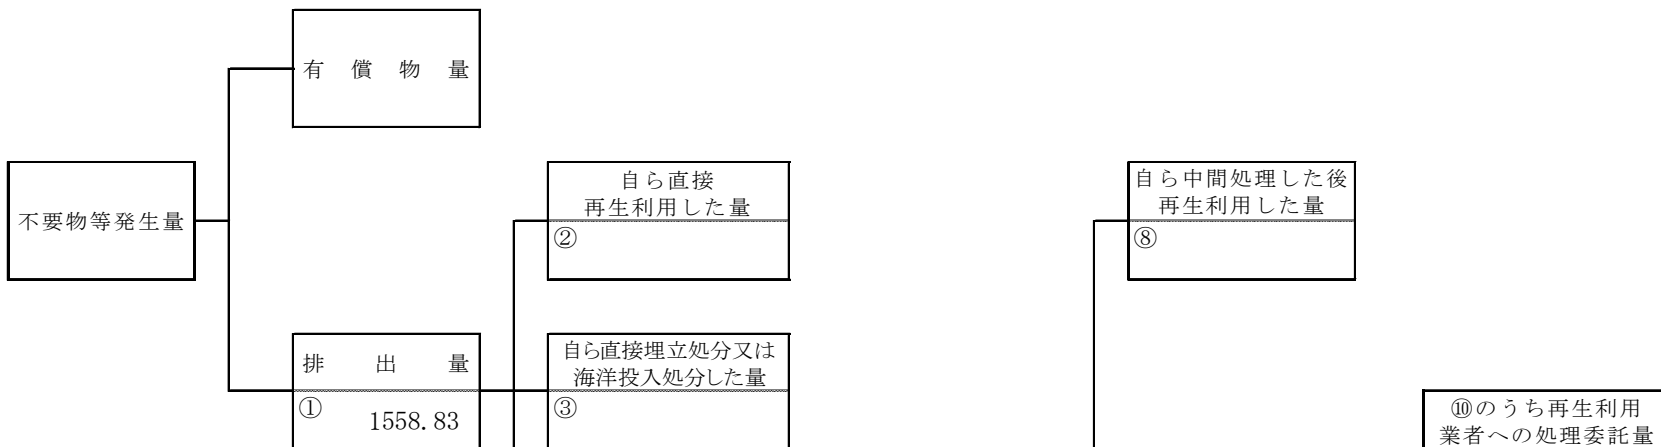 有償物量
不要物等発生量
自ら直接
再生利用した量
②
自ら中間処理した後
再生利用した量
⑧
排出量
①
1558.83
自ら直接埋立処分又は
海洋投入処分した量
③
⑩のうち再生利用
業者への処理委託量